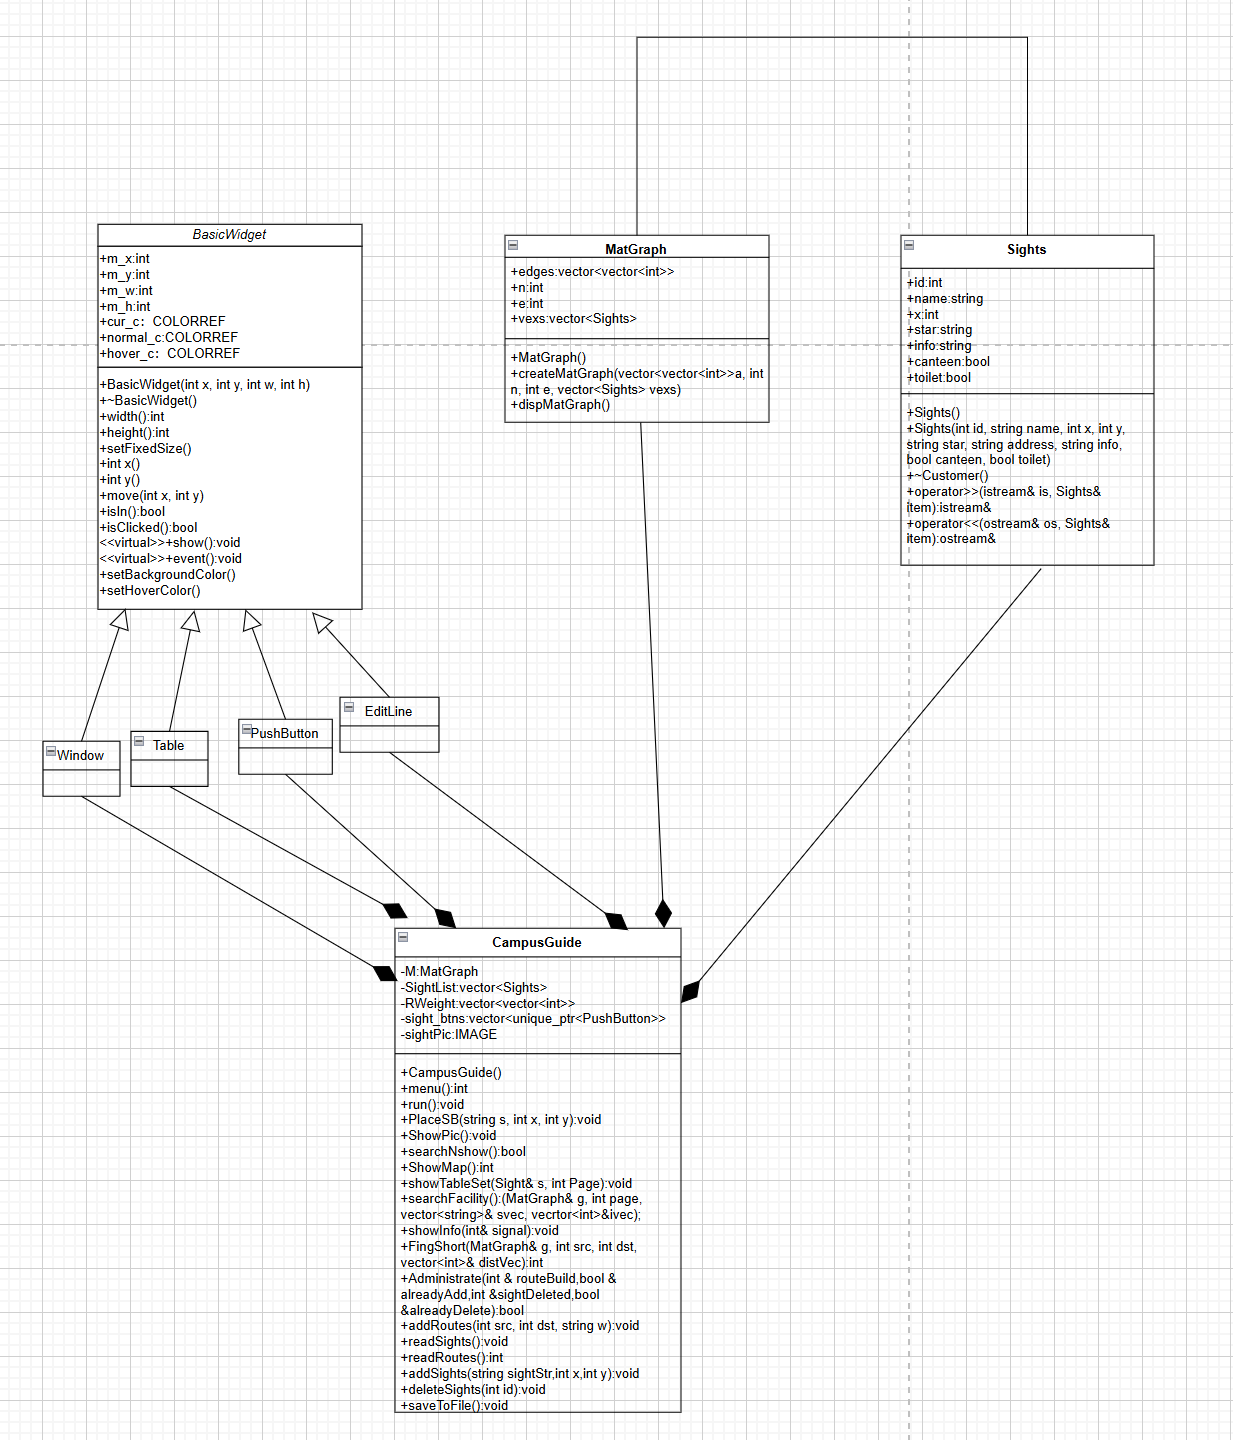 BasicWidget
+m_x:int
+m_y:int
+m_w:int
+m_h:int
+cur_c: COLORREF
+normal_c:COLORREF
+hover_c: COLORREF
+BasicWidget(int x, int y, int w, int h)
+~BasicWidget()
+width():int
+height():int
+setFixedSize()
+int x()
+int y()
+move(int x, int y)
+isIn():bool
+isClicked():bool
<<virtual>>+show():void
<<virtual>>+event():void
+setBackgroundColor()
+setHoverColor()
MatGraph
+edges:vector<vector<int>>
+n:int
+e:int
+vexs:vector<Sights>
+MatGraph()
+createMatGraph(vector<vector<int>>a, int
n, int e, vector<Sights> vexs)
+dispMatGraph()
Sights
+id:int
+name:string
+x:int
+star:string
+info:string
+canteen:bool
+toilet:bool
+Sights()
+Sights(int id, string name, int x, int y,
string star, string address, string info,
bool canteen, bool toilet)
+~Customer()
+operator>>(istream& is, Sights&
item):istream&
+operator<<(ostream& os, Sights&
item):ostream&
Window
Table
PushButton
EditLine
CampusGuide
-M:MatGraph
-SightList:vector<Sights>
-RWeight:vector<vector<int>>
-sight_btns:vector<unique_ptr<PushButton>>
-sightPic:IMAGE
+CampusGuide()
+menu():int
+run():void
+PlaceSB(string s, int x, int y):void
+ShowPic():void
+searchNshow():bool
+ShowMap():int
+showTableSet(Sight& s, int Page):void
+searchFacility():(MatGraph& g, int page,
vector<string>& svec, vecrtor<int>&ivec);
+showInfo(int& signal):void
+FingShort(MatGraph& g, int src, int dst,
vector<int>& distVec):int
+Administrate(int & routeBuild,bool &
alreadyAdd,int &sightDeleted,bool
&alreadyDelete):bool
+addRoutes(int src, int dst, string w):void
+readSights():void
+readRoutes():int
+addSights(string sightStr,int x,int y):void
+deleteSights(int id):void
+saveToFile():void